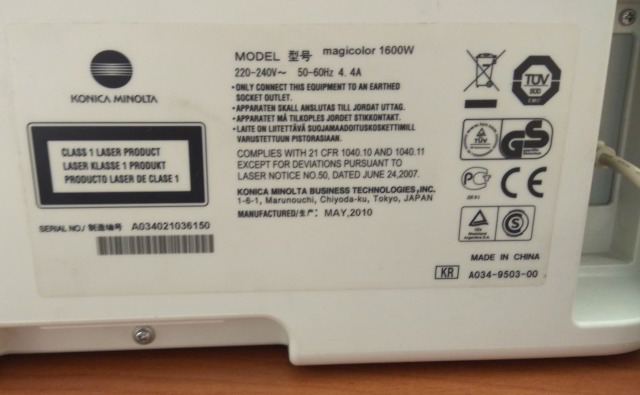 KONICA MINOLTA
MODEL 型号 magicolor 1600W
220-240V～ 50-60Hz 4.4A
•ONLY CONNECT THIS EQUIPMENT TO AN EARTHED
SOCKET OUTLET.
•APPARATEN SKALL ANSLUTAS TILL JORDAT UTTAG.
•APPARATET MÅ TILKOPLES JORDET STIKKONTAKT
•LAITE ON LIITETTÄVÄ SUOJAMAADOITUSKOSKETTIMILL
VARUSTETTUUN PISTORASIAAN.
COMPLIES WITH 21 CFR 1040.10 AND 1040.11
EXCEPT FOR DEVIATIONS PURSUANT TO
LASER NOTICE NO.50, DATED JUNE 24,2007.
KONICA MINOLTA BUSINESS TECHNOLOGIES,INC.
1-6-1, Marunouchi, Chiyoda-ku, Tokyo, JAPAN
MANUFACTURED/生产: MAY,2010
CLASS 1 LASER PRODUCT
LASER KLASSE 1 PRODUKT
PRODUCTO LASER DE CLASE 1
SERIAL NO./制造编号 A034021036150
TÜV
TÜV
GS
PC
CE
S
MADE IN CHINA
KR A034-9503-00